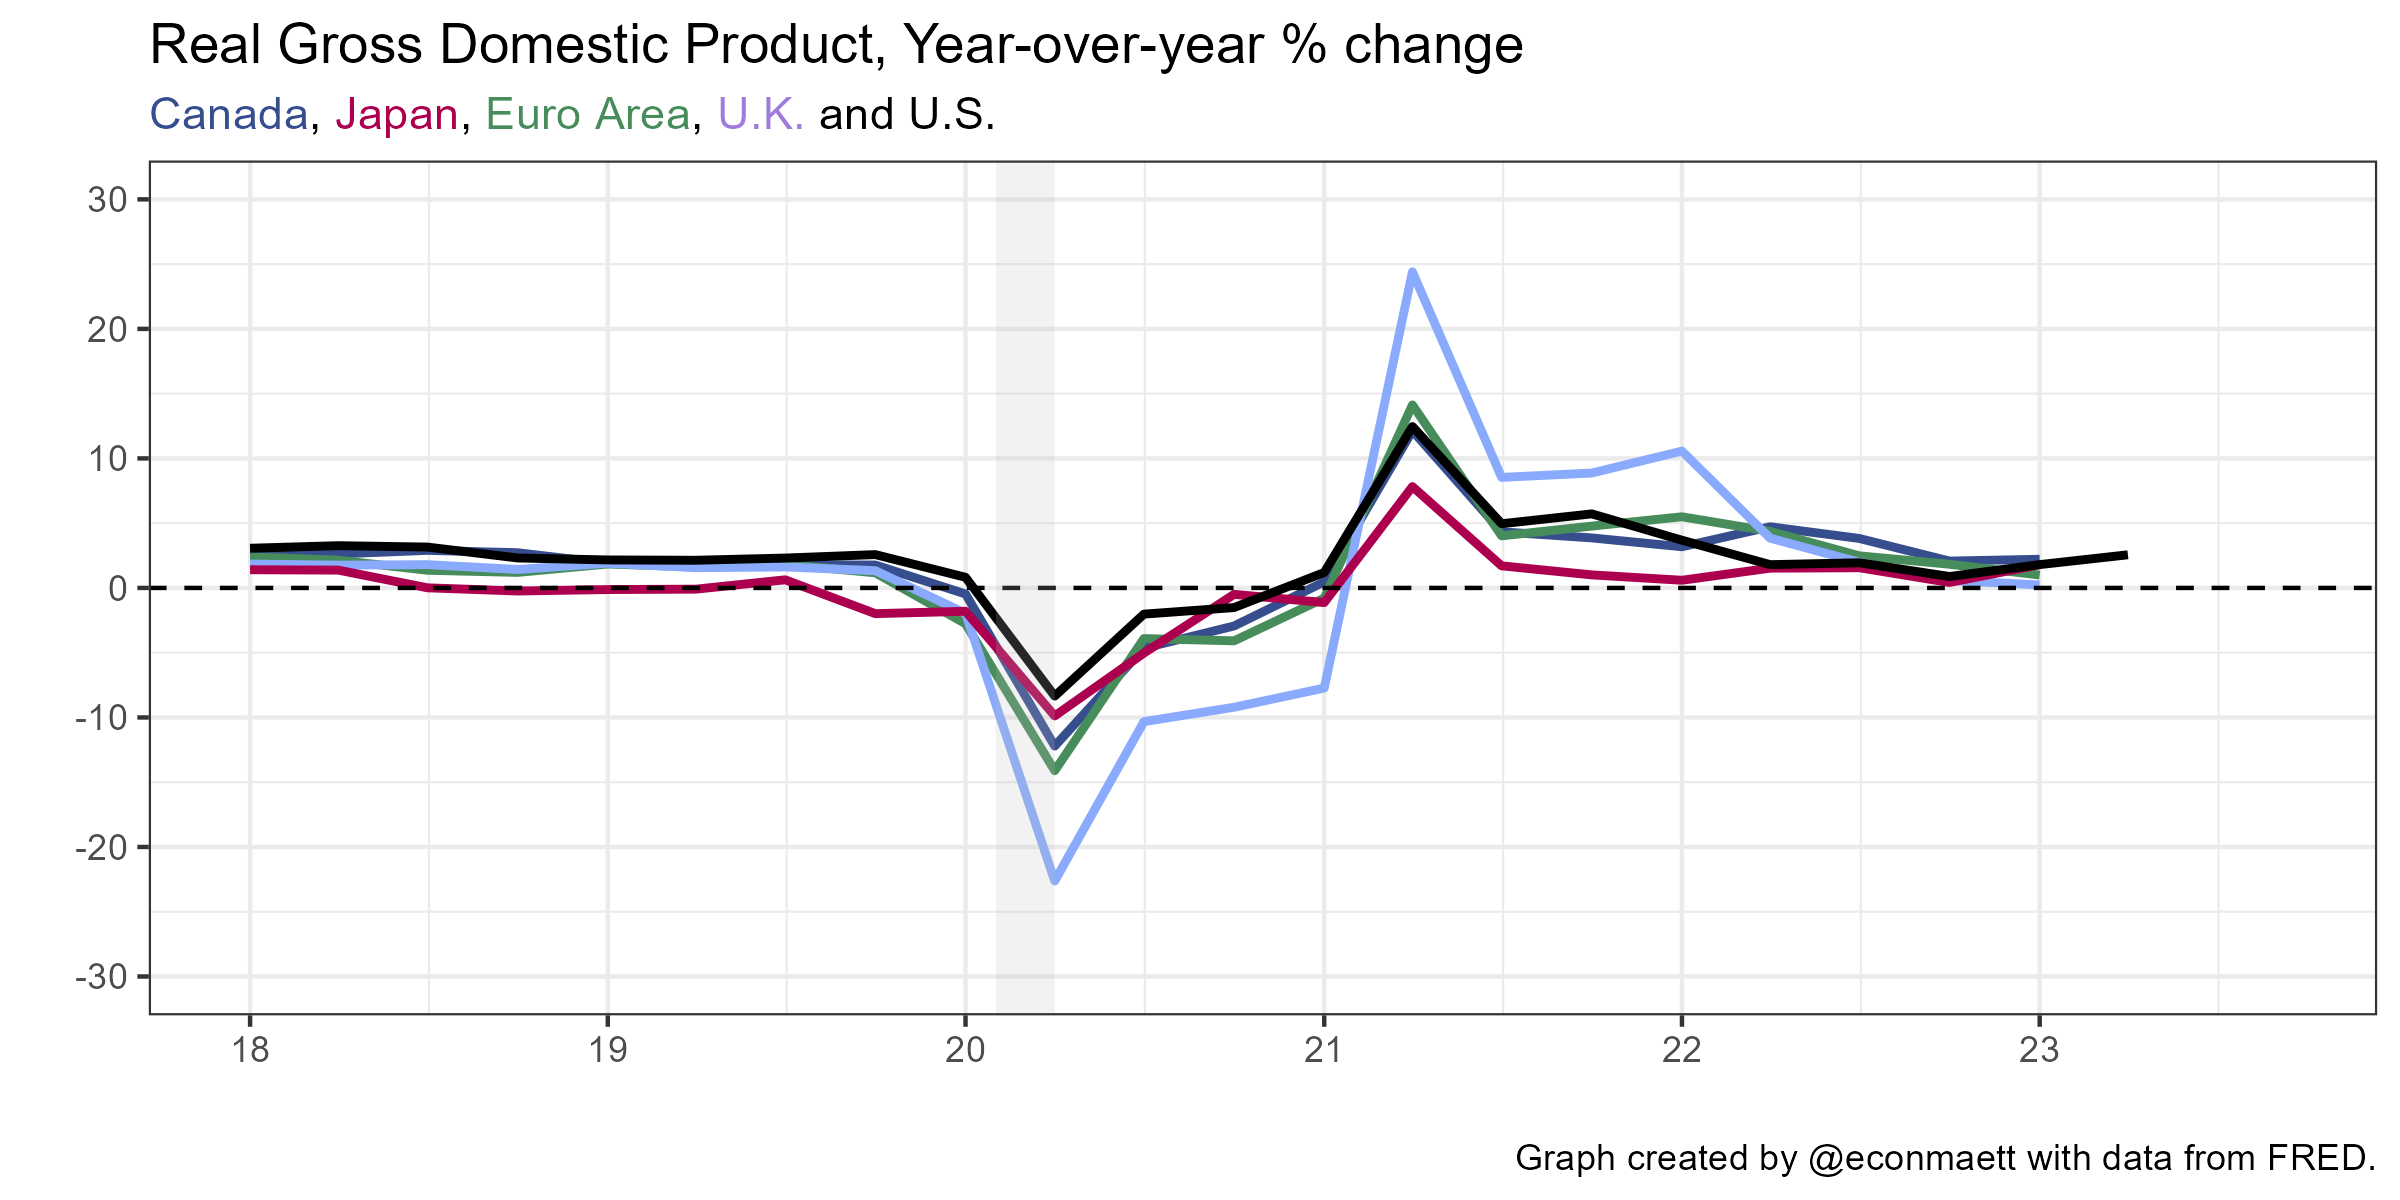 Real Gross Domestic Product, Year-over-year % change
Canada, Japan, Euro Area, U.K. and U.S.
30
20
10
0
-10
-20
-30
18 19 20 21 22 23
Graph created by @econmaett with data from FRED.